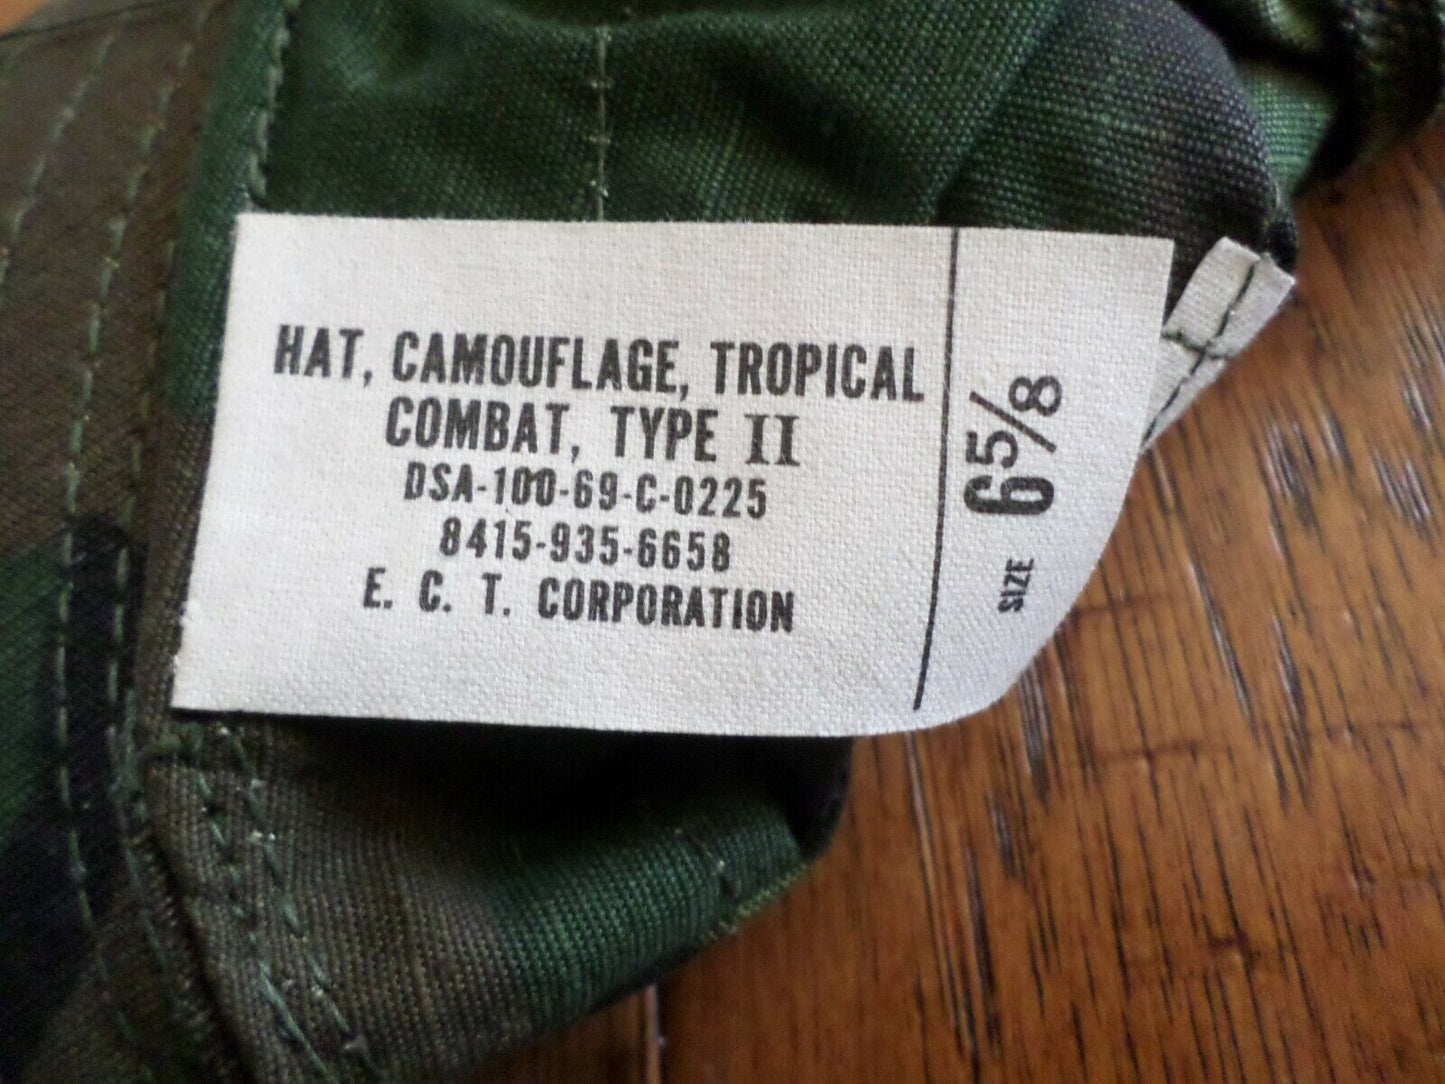 HAT, CAMOUFLAGE, TROPICAL
COMBAT, TYPE II
DSA-100-69-C-0225
8415-935-6658
E. C. T. CORPORATION
SIZE 6 5/8